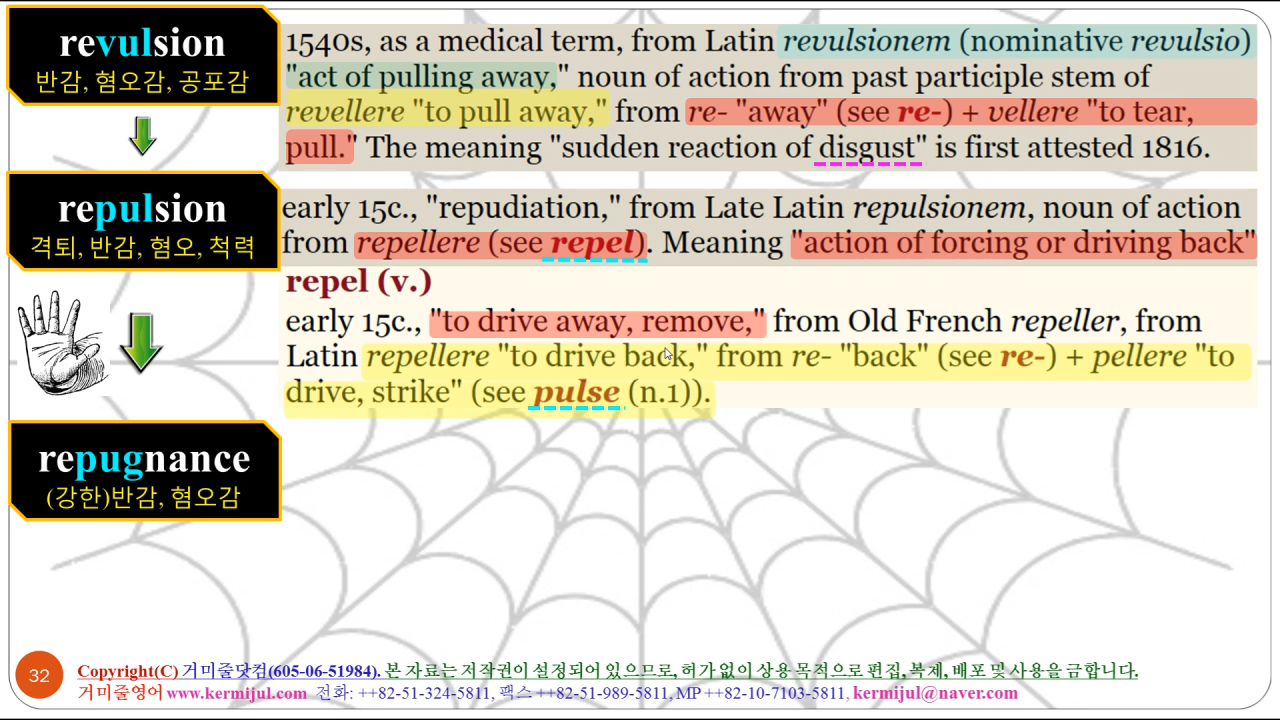 revulsion
반감, 혐오감, 공포감
1540s, as a medical term, from Latin revulsionem (nominative revulsio)
"act of pulling away," noun of action from past participle stem of
revellere "to pull away," from re- "away" (see re-) + vellere "to tear,
pull." The meaning "sudden reaction of disgust" is first attested 1816.
repulsion
격퇴, 반감, 혐오, 척력
early 15c., "repudiation," from Late Latin repulsionem, noun of action
from repellere (see repel). Meaning "action of forcing or driving back"
repel (v.)
early 15c., "to drive away, remove," from Old French repeller, from
Latin repellere "to drive back," from re- "back" (see re-) + pellere "to
drive, strike" (see pulse (n.1)).
repugnance
(강한)반감, 혐오감
32
Copyright(C) 거미줄닷컴(605-06-51984). 본 자료는 저작권이 설정되어 있으므로, 허가 없이 상용 목적으로 편집, 복제, 배포 및 사용을 금합니다.
거미줄영어 www.kermijul.com 전화: ++82-51-324-5811, 팩스 ++82-51-989-5811, MP ++82-10-7103-5811, kermijul@naver.com